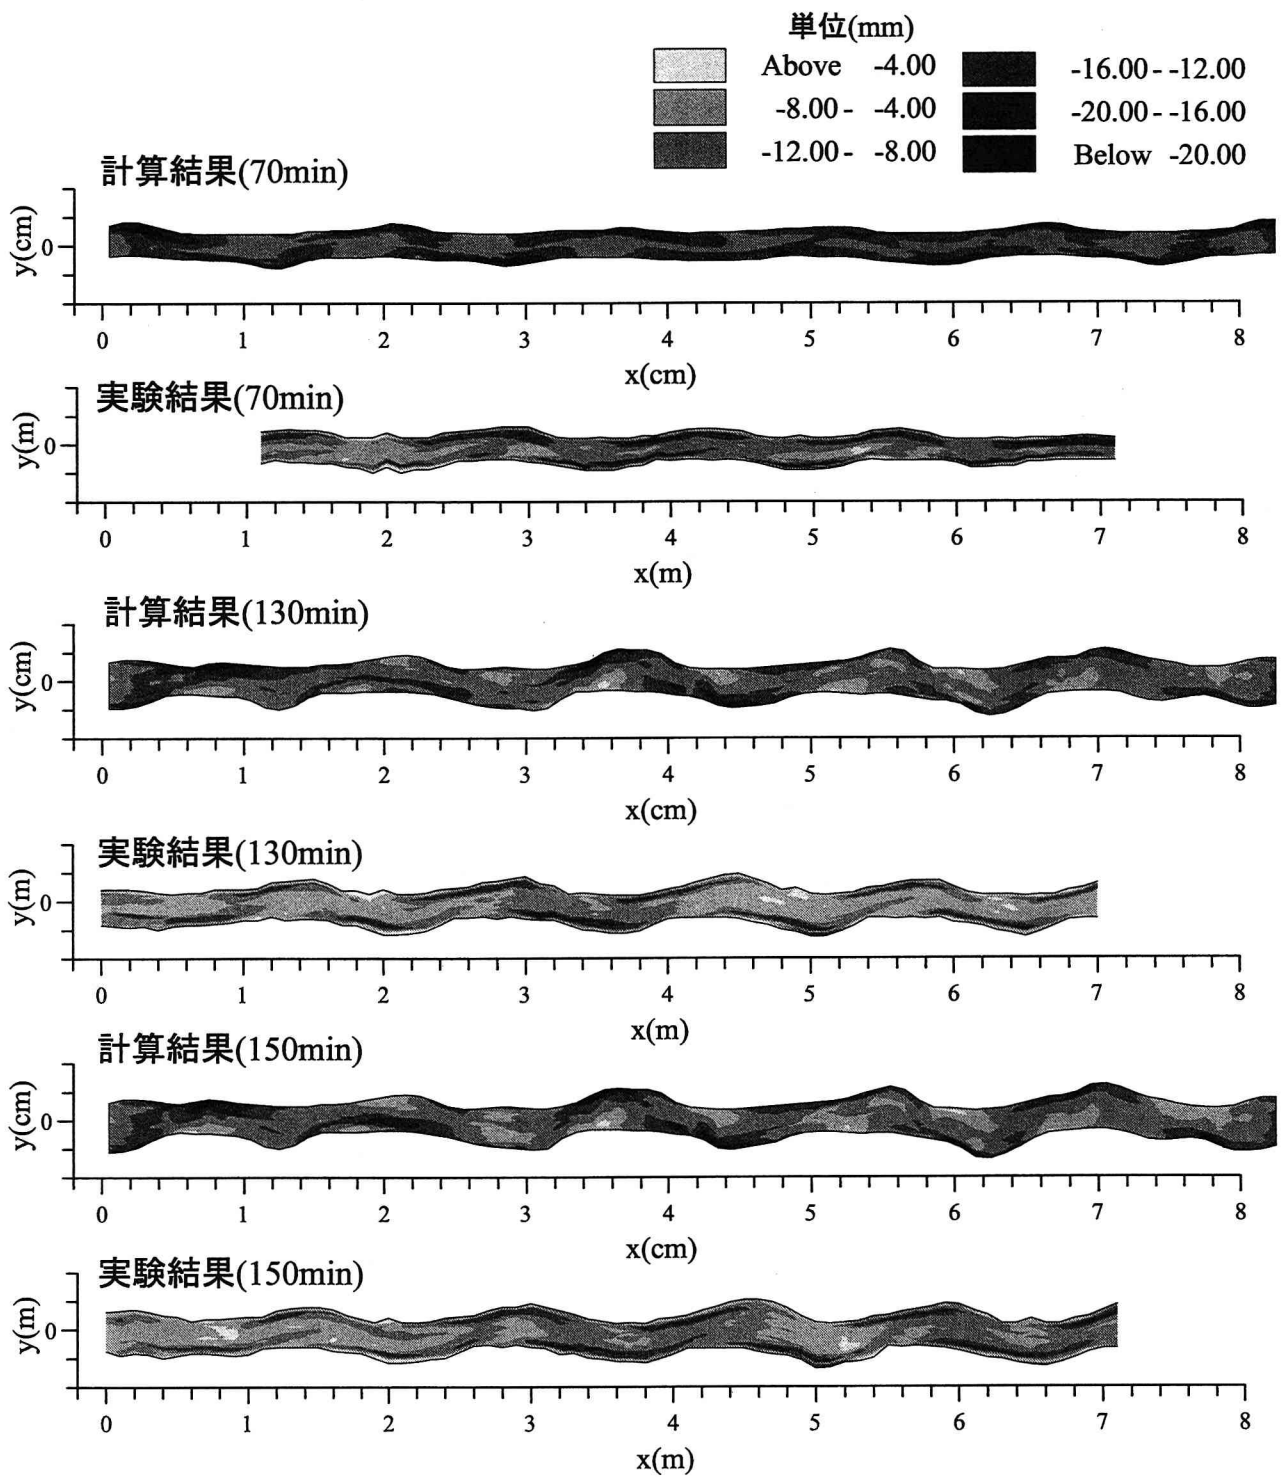 単位(mm)
Above -4.00
-8.00- -4.00
-12.00- -8.00
-16.00--12.00
-20.00--16.00
Below -20.00
計算結果(70min)
y(cm)
0
0 1 2 3 4 5 6 7 8
x(cm)
実験結果(70min)
y(m)
0
0 1 2 3 4 5 6 7 8
x(m)
計算結果(130min)
y(cm)
0
0 1 2 3 4 5 6 7 8
x(cm)
実験結果(130min)
y(m)
0
0 1 2 3 4 5 6 7 8
x(m)
計算結果(150min)
y(cm)
0
0 1 2 3 4 5 6 7 8
x(cm)
実験結果(150min)
y(m)
0
0 1 2 3 4 5 6 7 8
x(m)